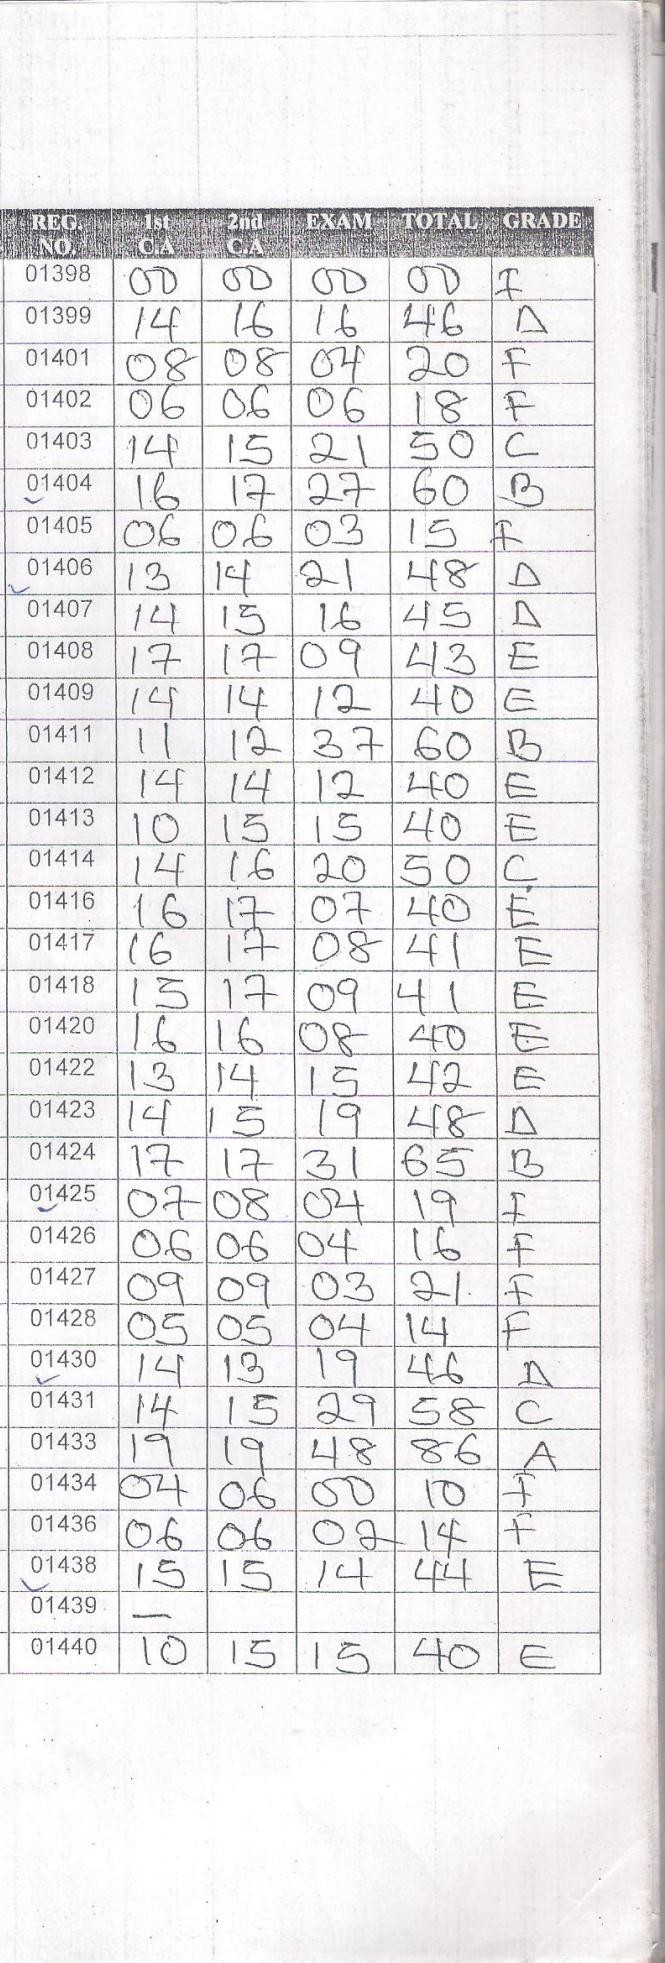 REG. NO. 1st C.A 2nd C.A EXAM TOTAL GRADE
01398 00 00 00 00 F
01399 14 16 16 46 D
01401 08 08 04 20 F
01402 06 06 06 18 F
01403 14 15 21 50 C
01404 16 17 27 60 B
01405 06 06 03 15 F
01406 13 14 21 48 D
01407 14 15 16 45 D
01408 17 17 09 43 E
01409 14 14 12 40 E
01411 11 12 37 60 B
01412 14 14 12 40 E
01413 10 15 15 40 E
01414 14 16 20 50 C
01416 16 17 07 40 E
01417 16 17 08 41 E
01418 15 17 09 41 E
01420 16 16 08 40 E
01422 13 14 15 42 E
01423 14 15 19 48 D
01424 17 17 31 65 B
01425 07 08 04 19 F
01426 06 06 04 16 F
01427 09 09 03 21 F
01428 05 05 04 14 F
01430 14 13 19 46 D
01431 14 15 29 58 C
01433 19 19 48 86 A
01434 04 06 00 10 F
01436 06 06 02 14 F
01438 15 15 14 44 E
01439 —
01440 10 15 15 40 E